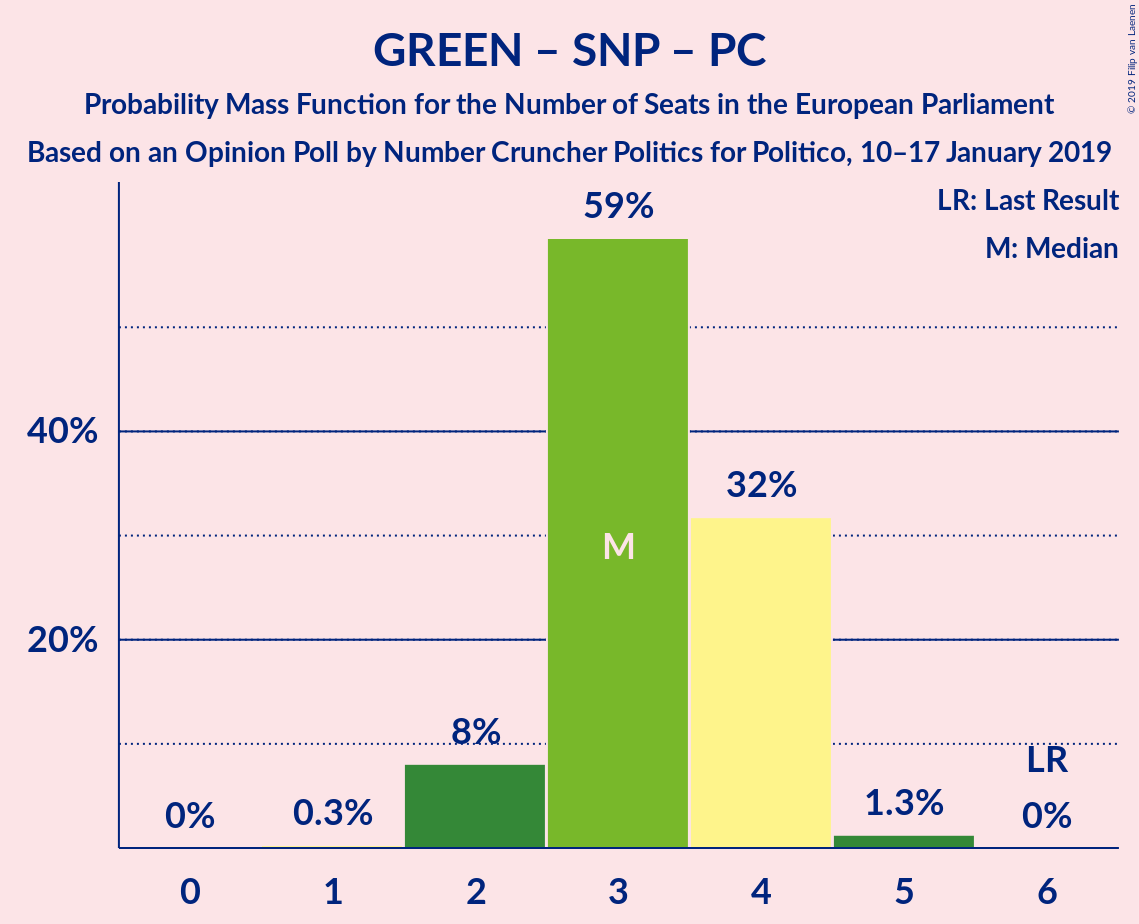 GREEN – SNP – PC
Probability Mass Function for the Number of Seats in the European Parliament
Based on an Opinion Poll by Number Cruncher Politics for Politico, 10–17 January 2019
© 2019 Filip van Laenen
LR: Last Result
M: Median
59%
40%
32%
M
20%
8%
LR
0%
0.3%
1.3%
0%
0 1 2 3 4 5 6